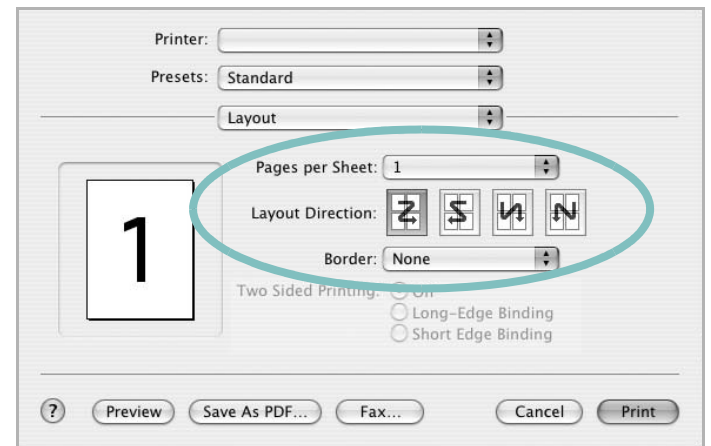 Printer:
Presets: Standard
Layout
Pages per Sheet: 1
Layout Direction:
Border: None
1
Two Sided Printing:
Long-Edge Binding
Short Edge Binding
? Preview Save As PDF... Fax... Cancel Print